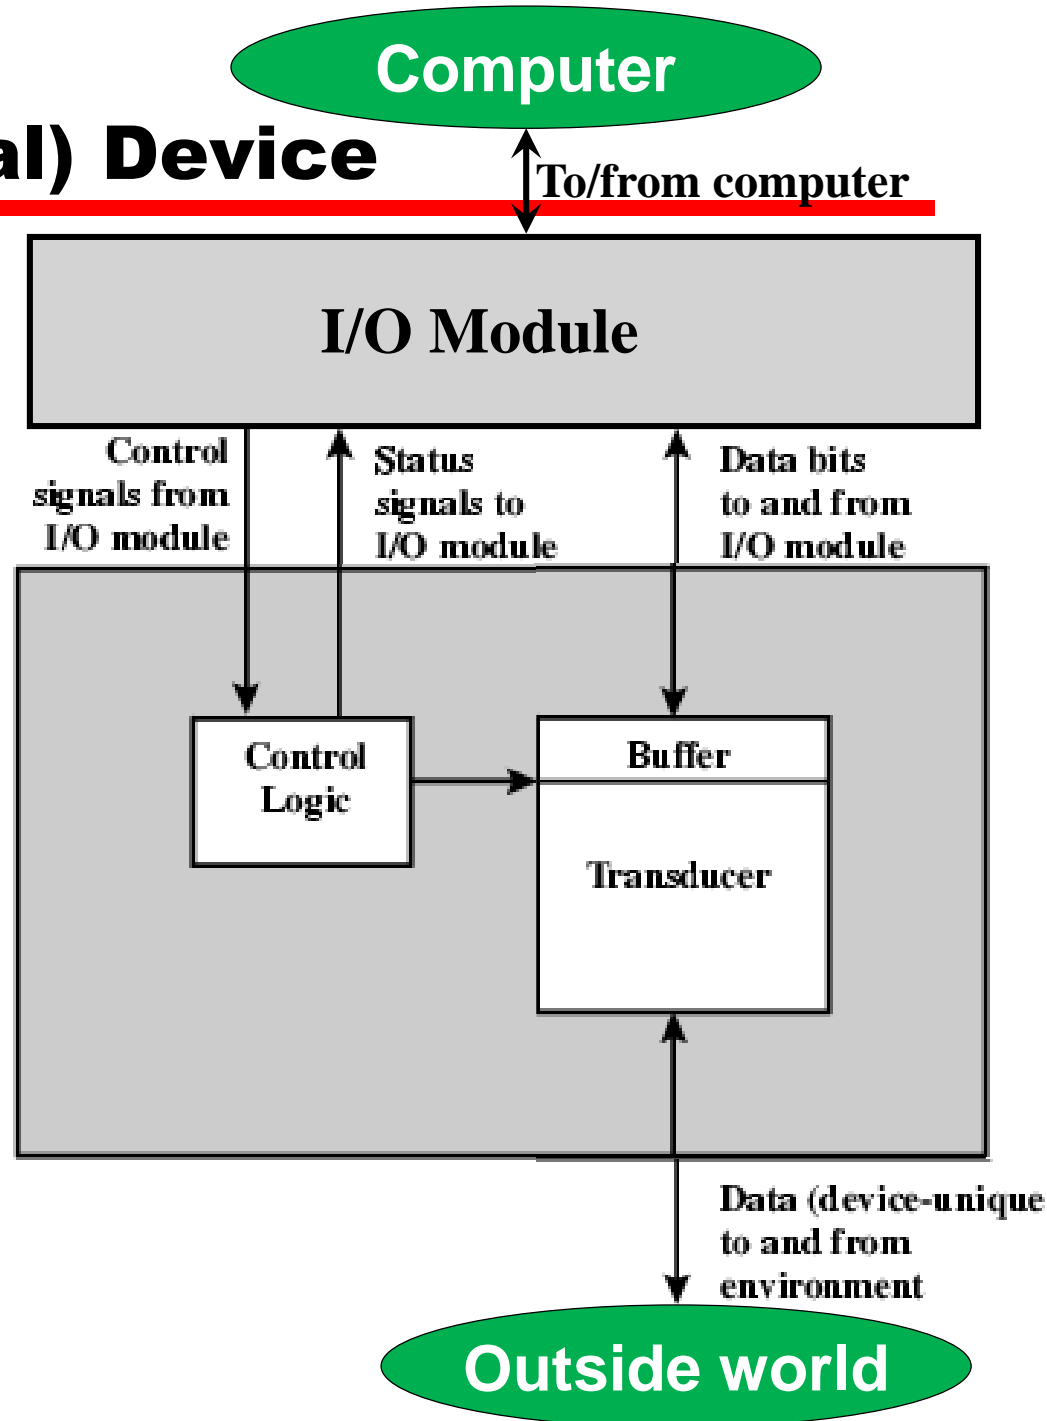 Computer
al) Device
To/from computer
I/O Module
Control
signals from
I/O module
Status
signals to
I/O module
Data bits
to and from
I/O module
Control
Logic
Buffer
Transducer
Data (device-unique
to and from
environment
Outside world